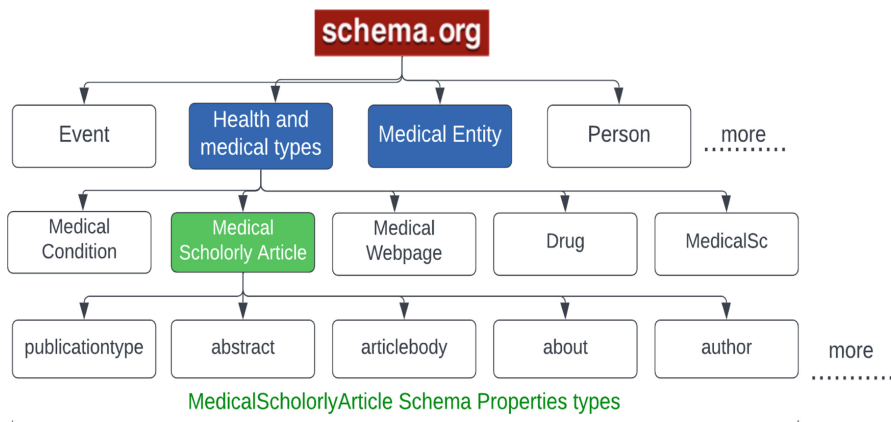 schema.org
Event
Health and
medical types
Medical Entity
Person
more
Medical
Condition
Medical
Scholorly Article
Medical
Webpage
Drug
MedicalSc
publicationtype
abstract
articlebody
about
author
more
MedicalScholorlyArticle Schema Properties types